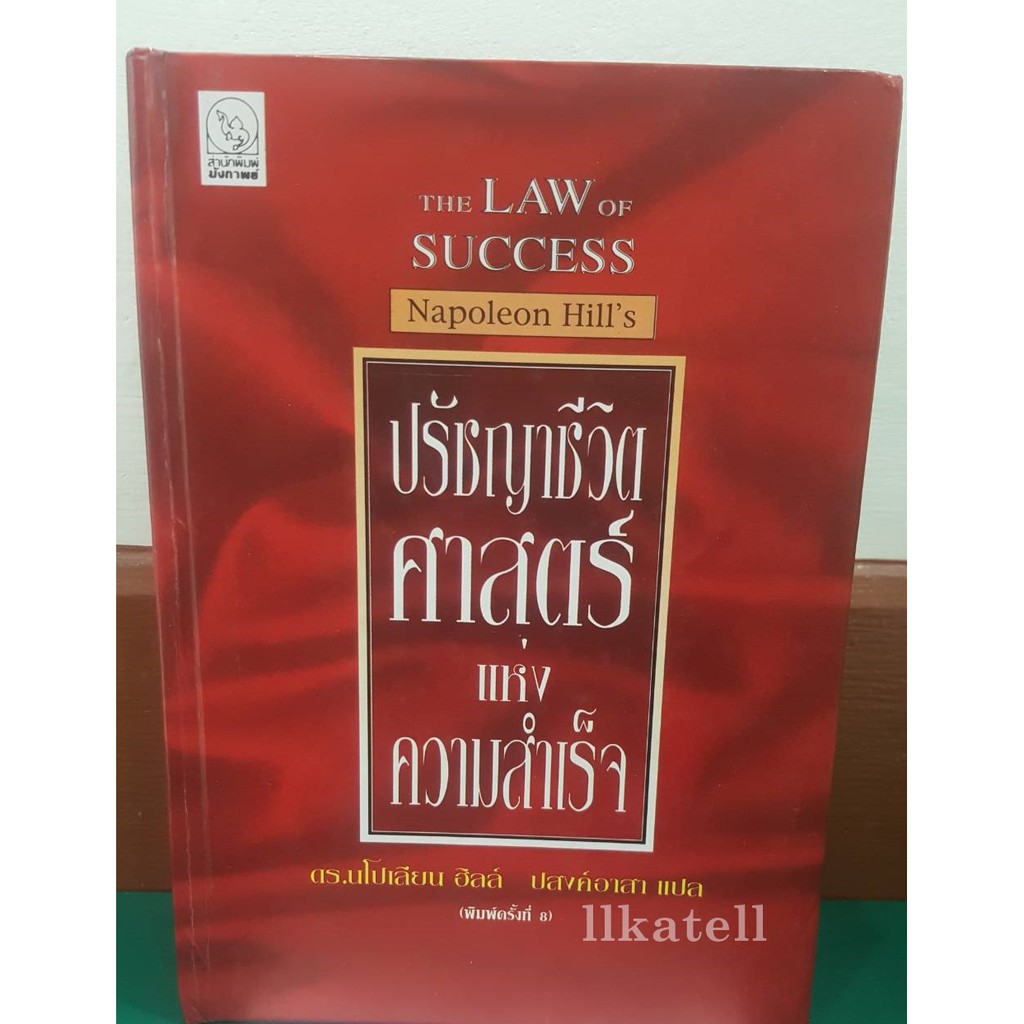 สำนักพิมพ์
มังกาพย์
THE LAW OF
SUCCESS
Napoleon Hill's
ปรัชญาชีวิต
ศาสตร์
แห่ง
ความสำเร็จ
ดร.นโปเลียน ฮิลล์ ปสงค์อาสา แปล
(พิมพ์ครั้งที่ 8)
llkatell